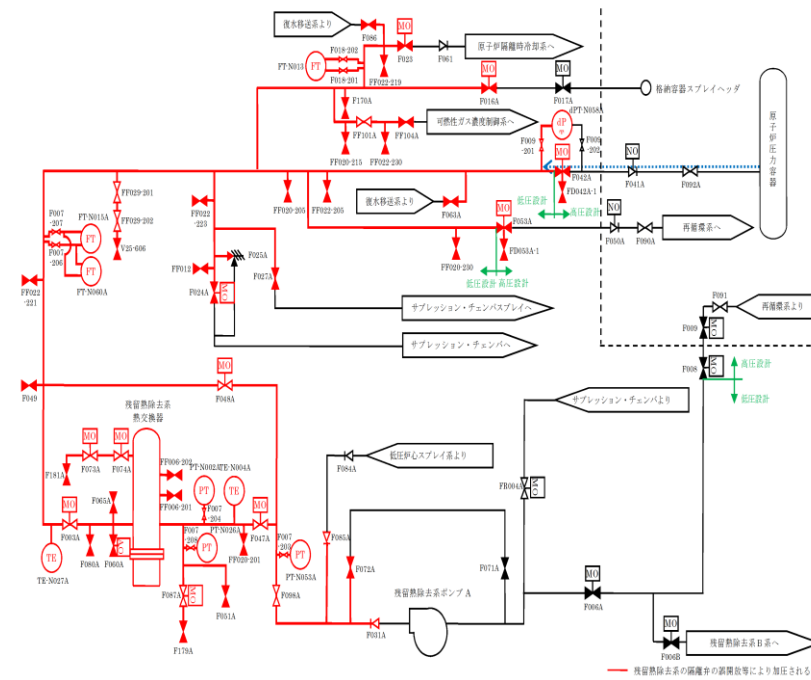 復水移送系より
F086
MO
F023
F061
原子炉隔離時冷却系へ
F018-202
FT-N013
FT
F018-201
FF022-219
MO
F016A
MO
F017A
格納容器スプレイヘッダ
原子炉圧力容器
F170A
FF101A
FF104A
可燃性ガス濃度制御系へ
FF020-215
FF022-230
dPT-N058A
dP
F009
-201
F009
-202
MO
F042A
FD042A-1
NO
F041A
F092A
低圧設計
高圧設計
FF029-201
FF029-202
V25-606
F007
-207
FT-N015A
FT
F007
-206
FT
FT-N060A
FF022
-221
FF022
-223
FF020-205
FF022-205
復水移送系より
F063A
MO
F053A
NO
F050A
F090A
再循環系へ
FF020-230
FD053A-1
低圧設計
高圧設計
FF012
F025A
F024A
MO
F027A
サプレッション・チェンバスプレイへ
サプレッション・チェンバへ
F091
再循環系より
F009
MO
F008
MO
高圧設計
低圧設計
F049
MO
F048A
残留熱除去系
熱交換器
サプレッション・チェンバより
MO
F073A
MO
F074A
F181A
FF006-202
FF006-201
PT-N002A
TE-N004A
PT
TE
F007
-204
PT-N026A
低圧炉心スプレイ系より
F084A
FR004A
MO
F065A
MO
F003A
F080A
F060A
MO
TE
TE-N027A
F007
-208
PT
FF020-201
MO
F047A
F007
-203
PT
PT-N053A
F098A
F085A
F072A
F071A
F087A
MO
F051A
F179A
F031A
残留熱除去系ポンプA
MO
F006A
MO
F006B
残留熱除去系B系へ
残留熱除去系の隔離弁の誤開放等により加圧される